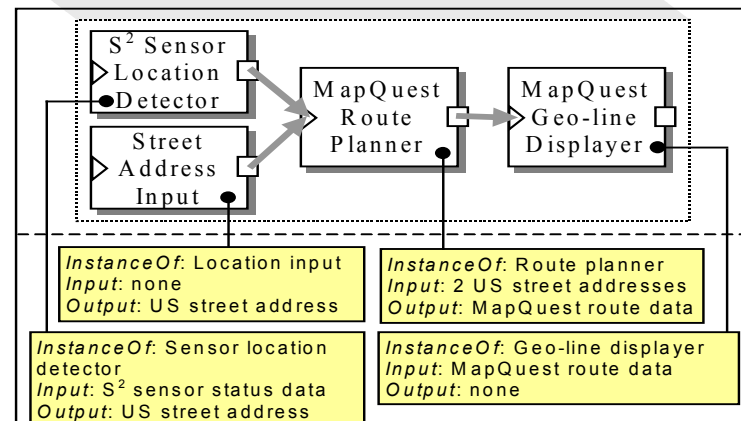 S² Sensor
Location
Detector
Street
Address
Input
MapQuest
Route
Planner
MapQuest
Geo-line
Displayer
InstanceOf: Location input
Input: none
Output: US street address
InstanceOf: Route planner
Input: 2 US street addresses
Output: MapQuest route data
InstanceOf: Sensor location
detector
Input: S² sensor status data
Output: US street address
InstanceOf: Geo-line displayer
Input: MapQuest route data
Output: none